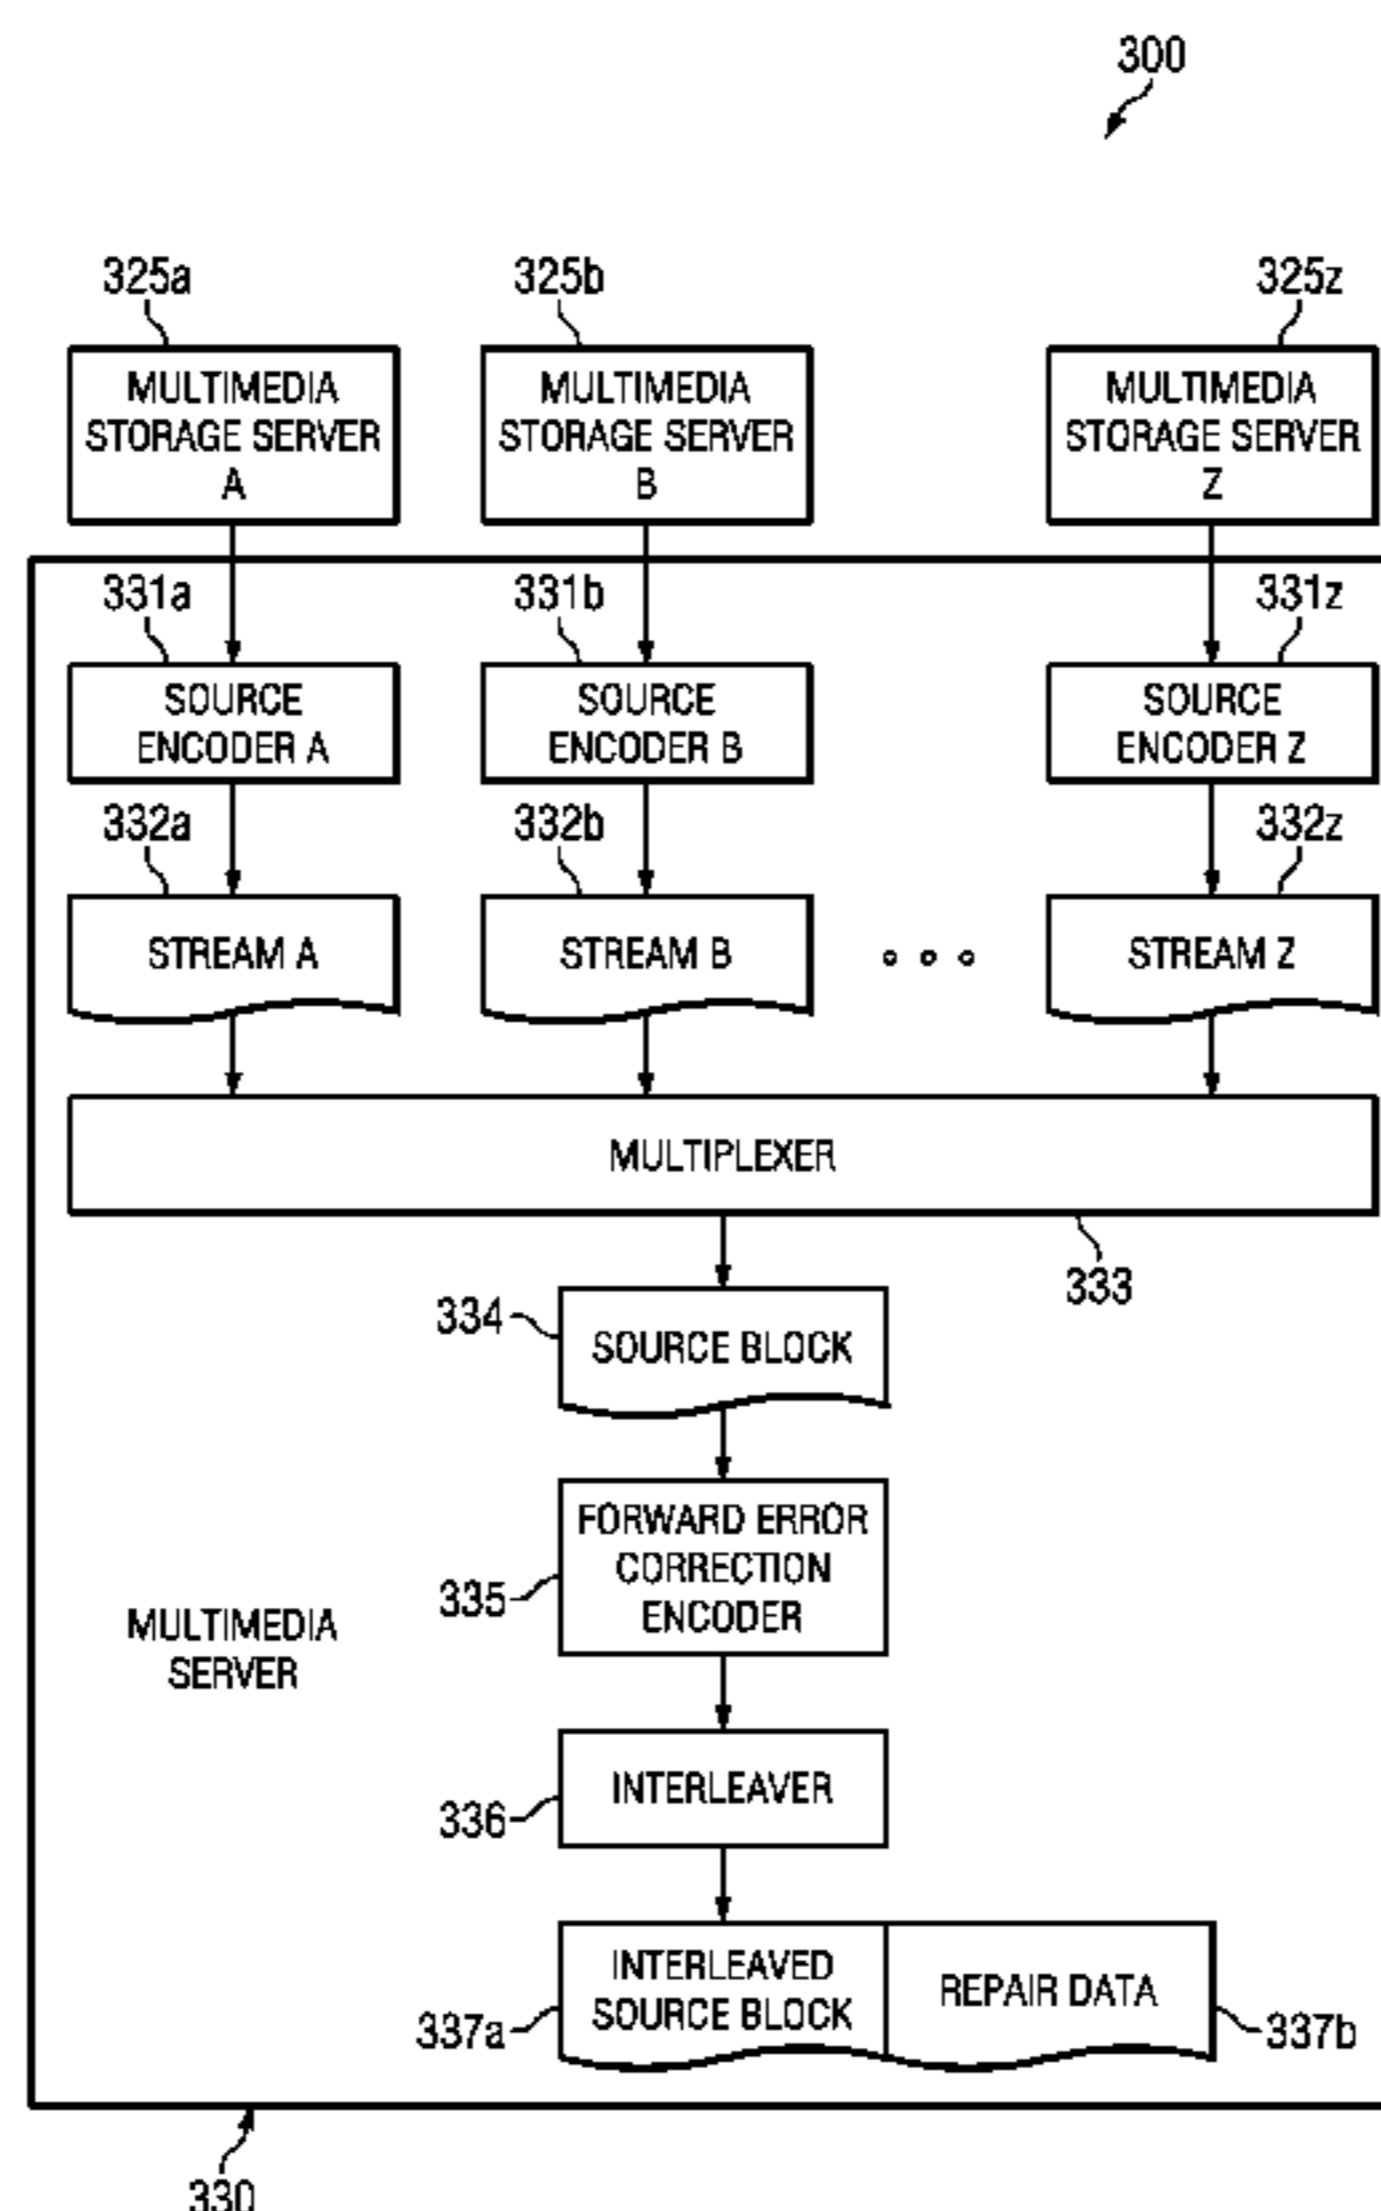 300
325a
325b
325z
MULTIMEDIA
STORAGE SERVER
A
MULTIMEDIA
STORAGE SERVER
B
MULTIMEDIA
STORAGE SERVER
Z
331a
331b
331z
SOURCE
ENCODER A
SOURCE
ENCODER B
SOURCE
ENCODER Z
332a
332b
332z
STREAM A
STREAM B
STREAM Z
MULTIPLEXER
333
334
SOURCE BLOCK
FORWARD ERROR
CORRECTION
ENCODER
335
MULTIMEDIA
SERVER
INTERLEAVER
336
INTERLEAVED
SOURCE BLOCK
REPAIR DATA
337a
337b
330